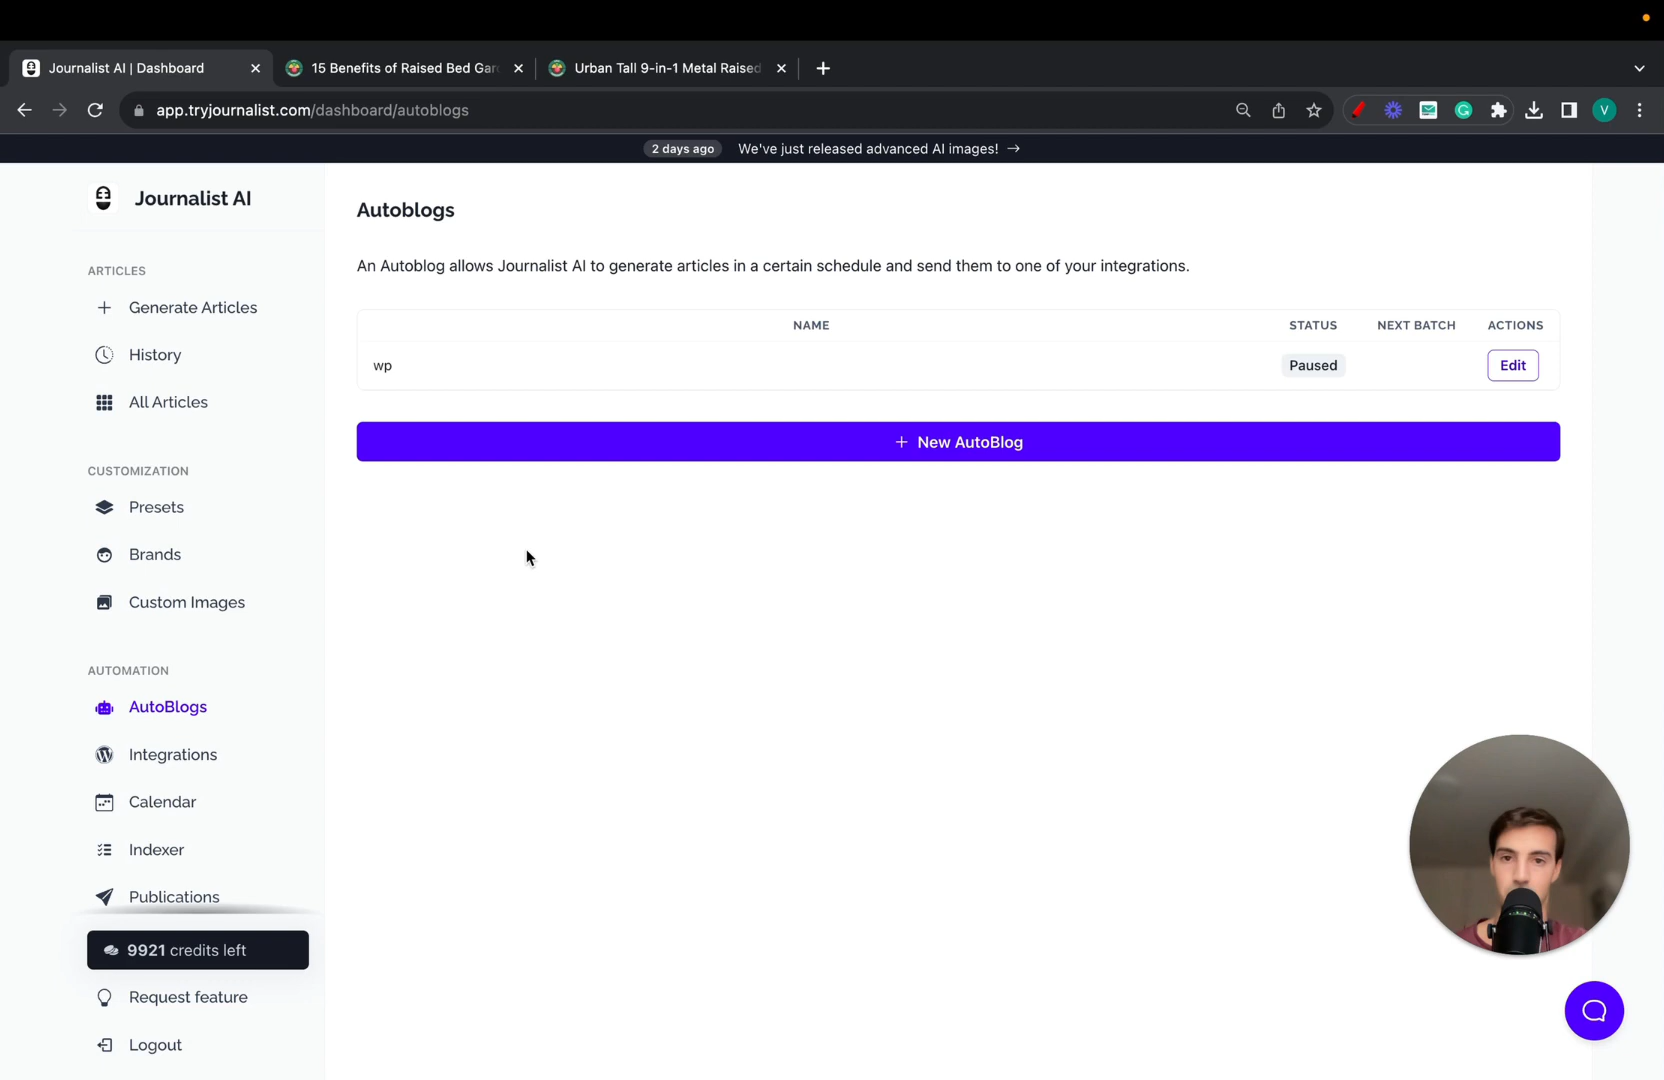 Journalist AI | Dashboard
15 Benefits of Raised Bed Gar
Urban Tall 9-in-1 Metal Raised
app.tryjournalist.com/dashboard/autoblogs
V
2 days ago We've just released advanced AI images! →
Journalist AI
Autoblogs
An Autoblog allows Journalist AI to generate articles in a certain schedule and send them to one of your integrations.
ARTICLES
+ Generate Articles
History
All Articles
NAME STATUS NEXT BATCH ACTIONS
wp Paused Edit
+ New AutoBlog
CUSTOMIZATION
Presets
Brands
Custom Images
AUTOMATION
AutoBlogs
Integrations
Calendar
Indexer
Publications
9921 credits left
Request feature
Logout